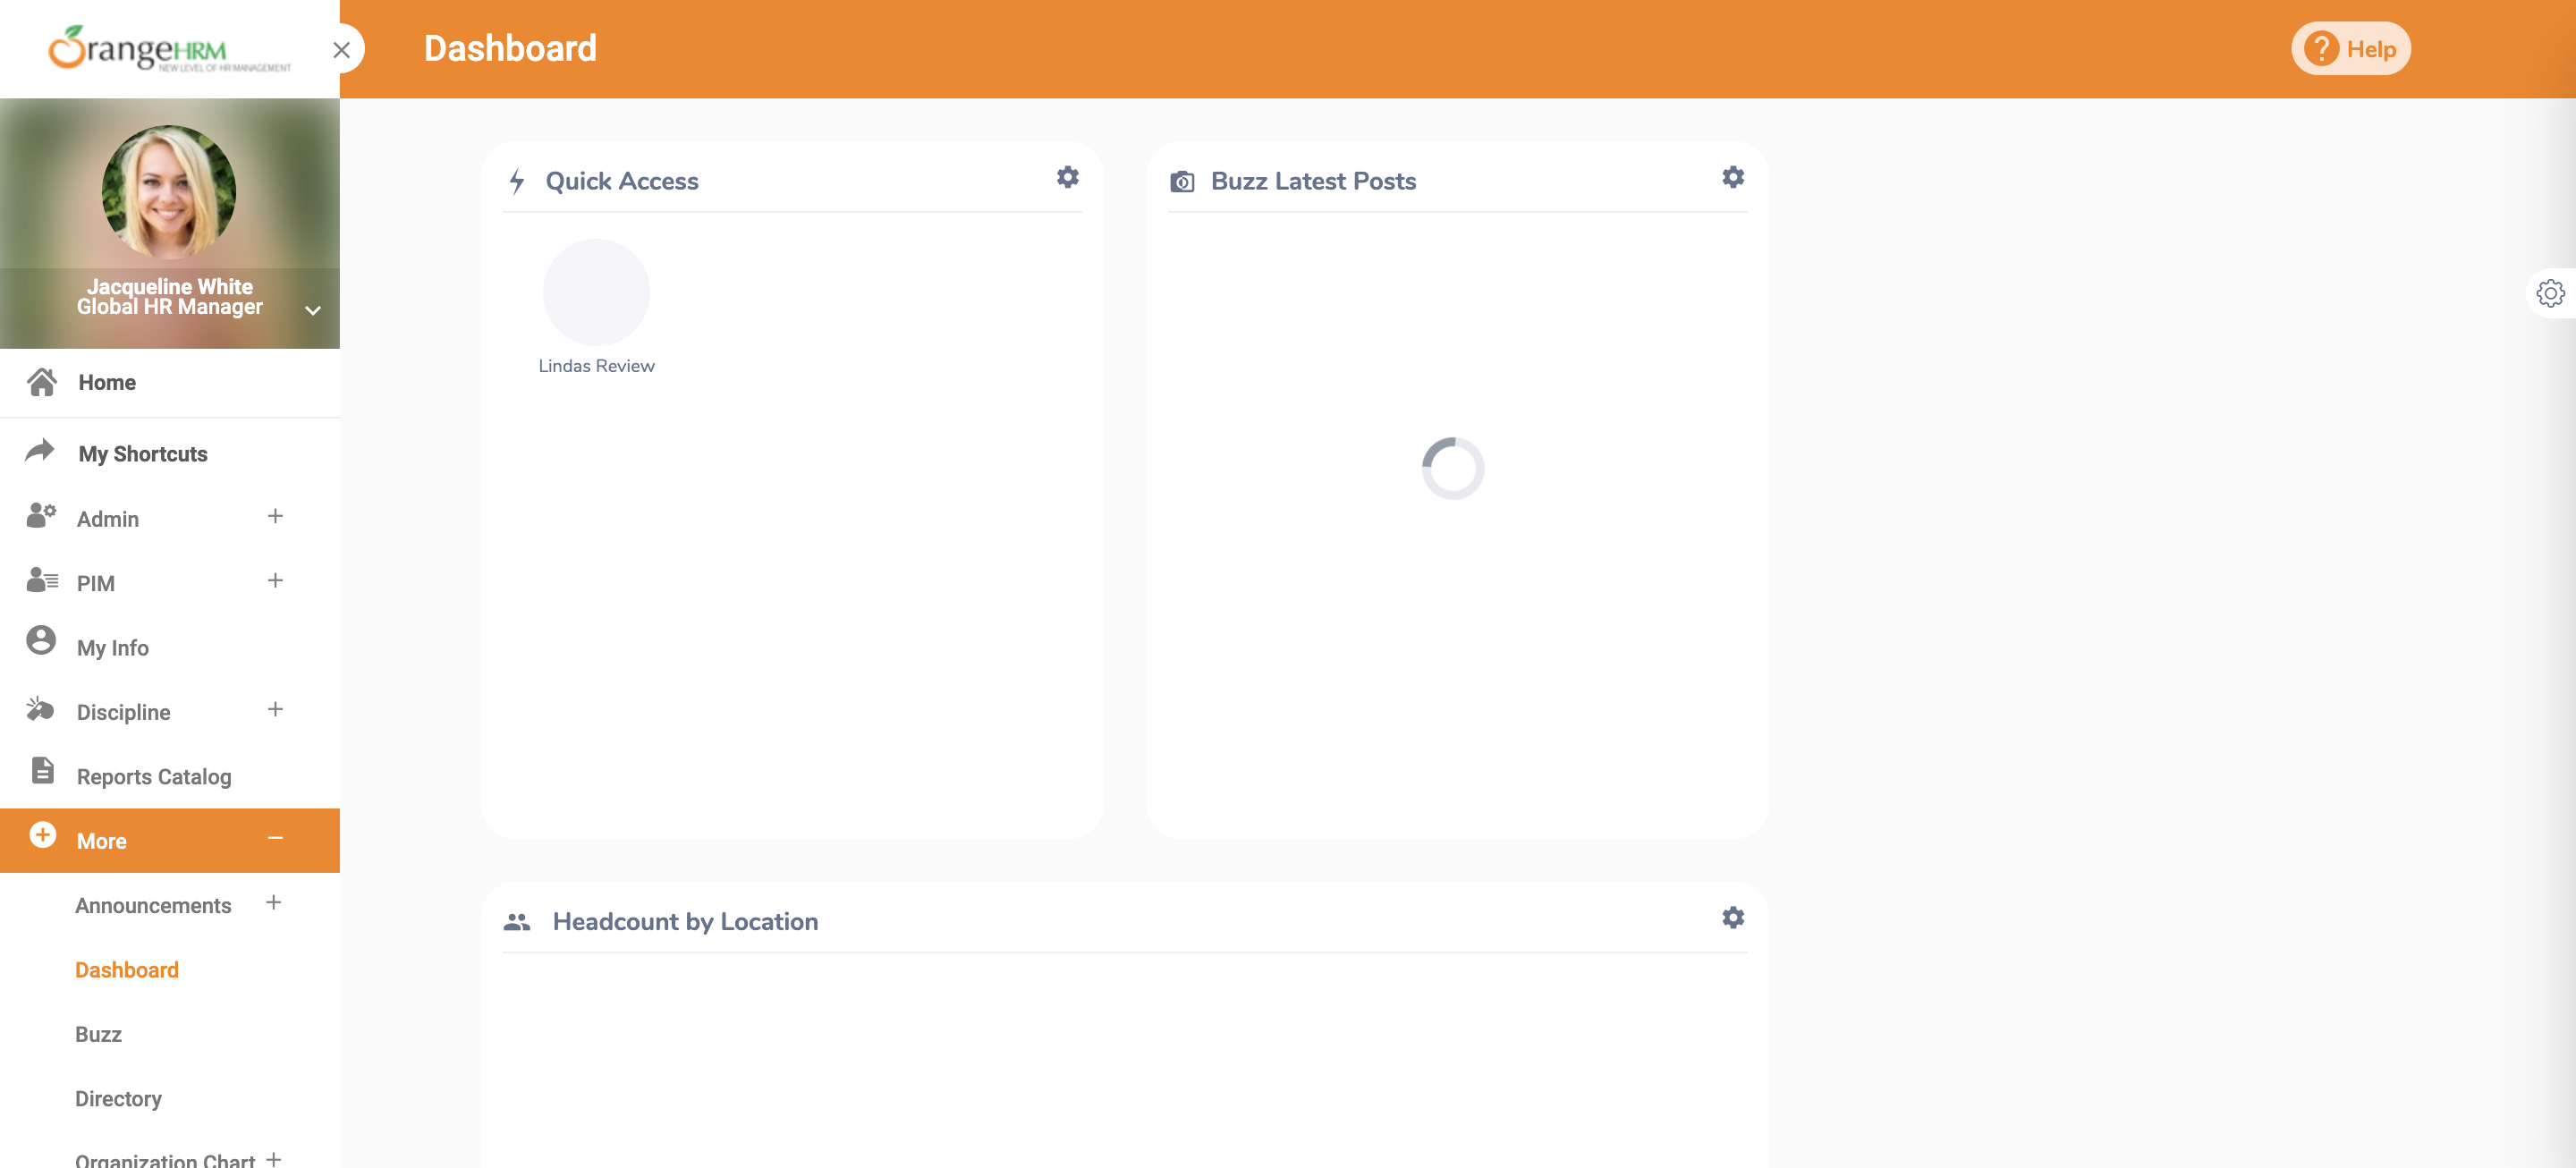 OrangeHRM
NEW LEVEL OF HR MANAGEMENT
Dashboard
Help
Jacqueline White
Global HR Manager
Home
My Shortcuts
Admin
PIM
My Info
Discipline
Reports Catalog
More
Announcements
Dashboard
Buzz
Directory
Organization Chart
Quick Access
Lindas Review
Buzz Latest Posts
Headcount by Location